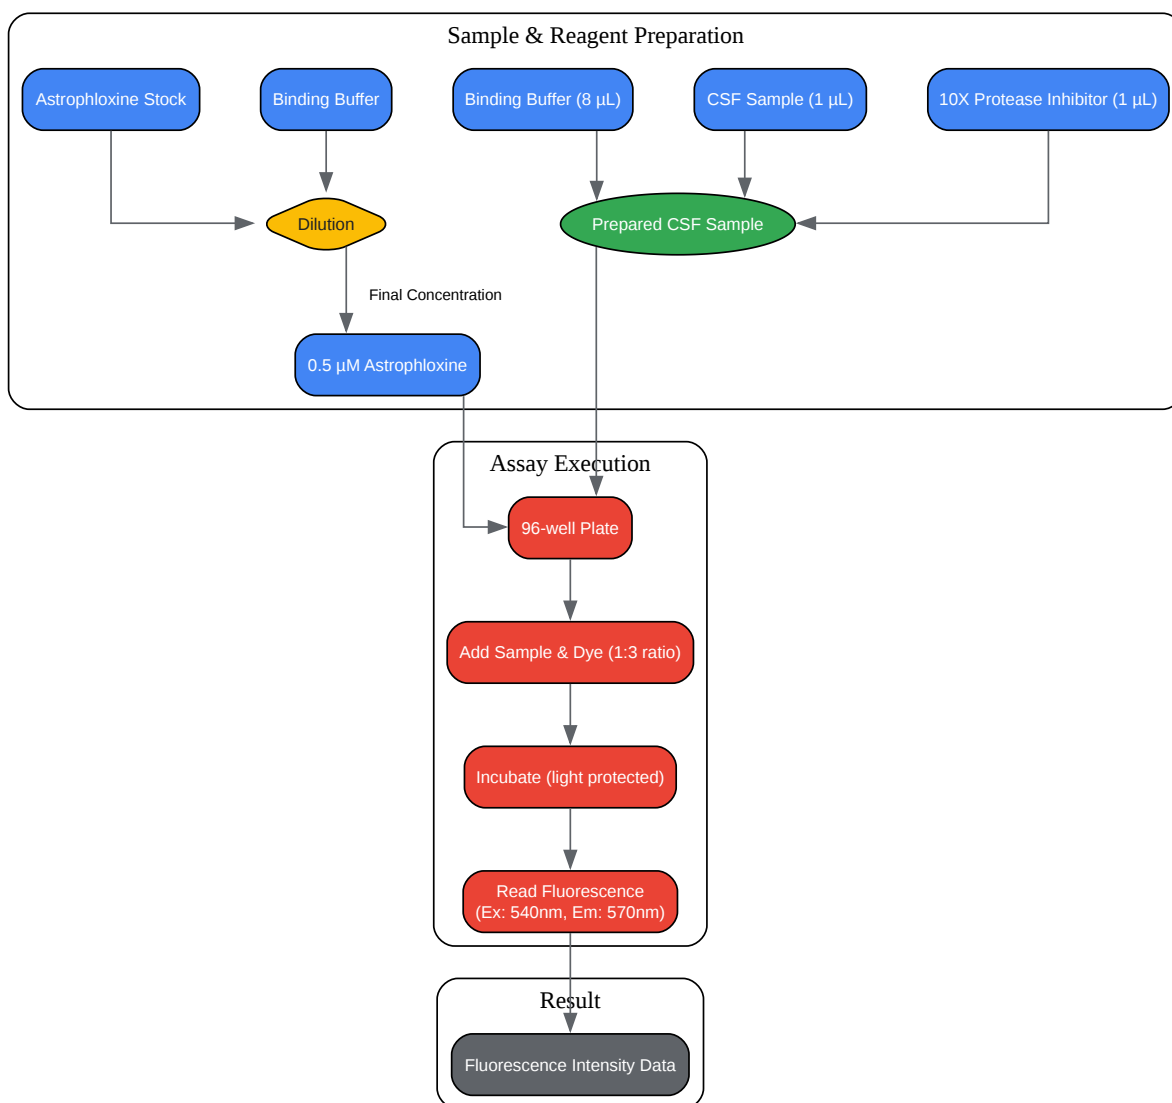 Sample & Reagent Preparation
Astrophloxine Stock
Binding Buffer
Binding Buffer (8 µL)
CSF Sample (1 µL)
10X Protease Inhibitor (1 µL)
Dilution
Prepared CSF Sample
Final Concentration
0.5 µM Astrophloxine
Assay Execution
96-well Plate
Add Sample & Dye (1:3 ratio)
Incubate (light protected)
Read Fluorescence
(Ex: 540nm, Em: 570nm)
Result
Fluorescence Intensity Data